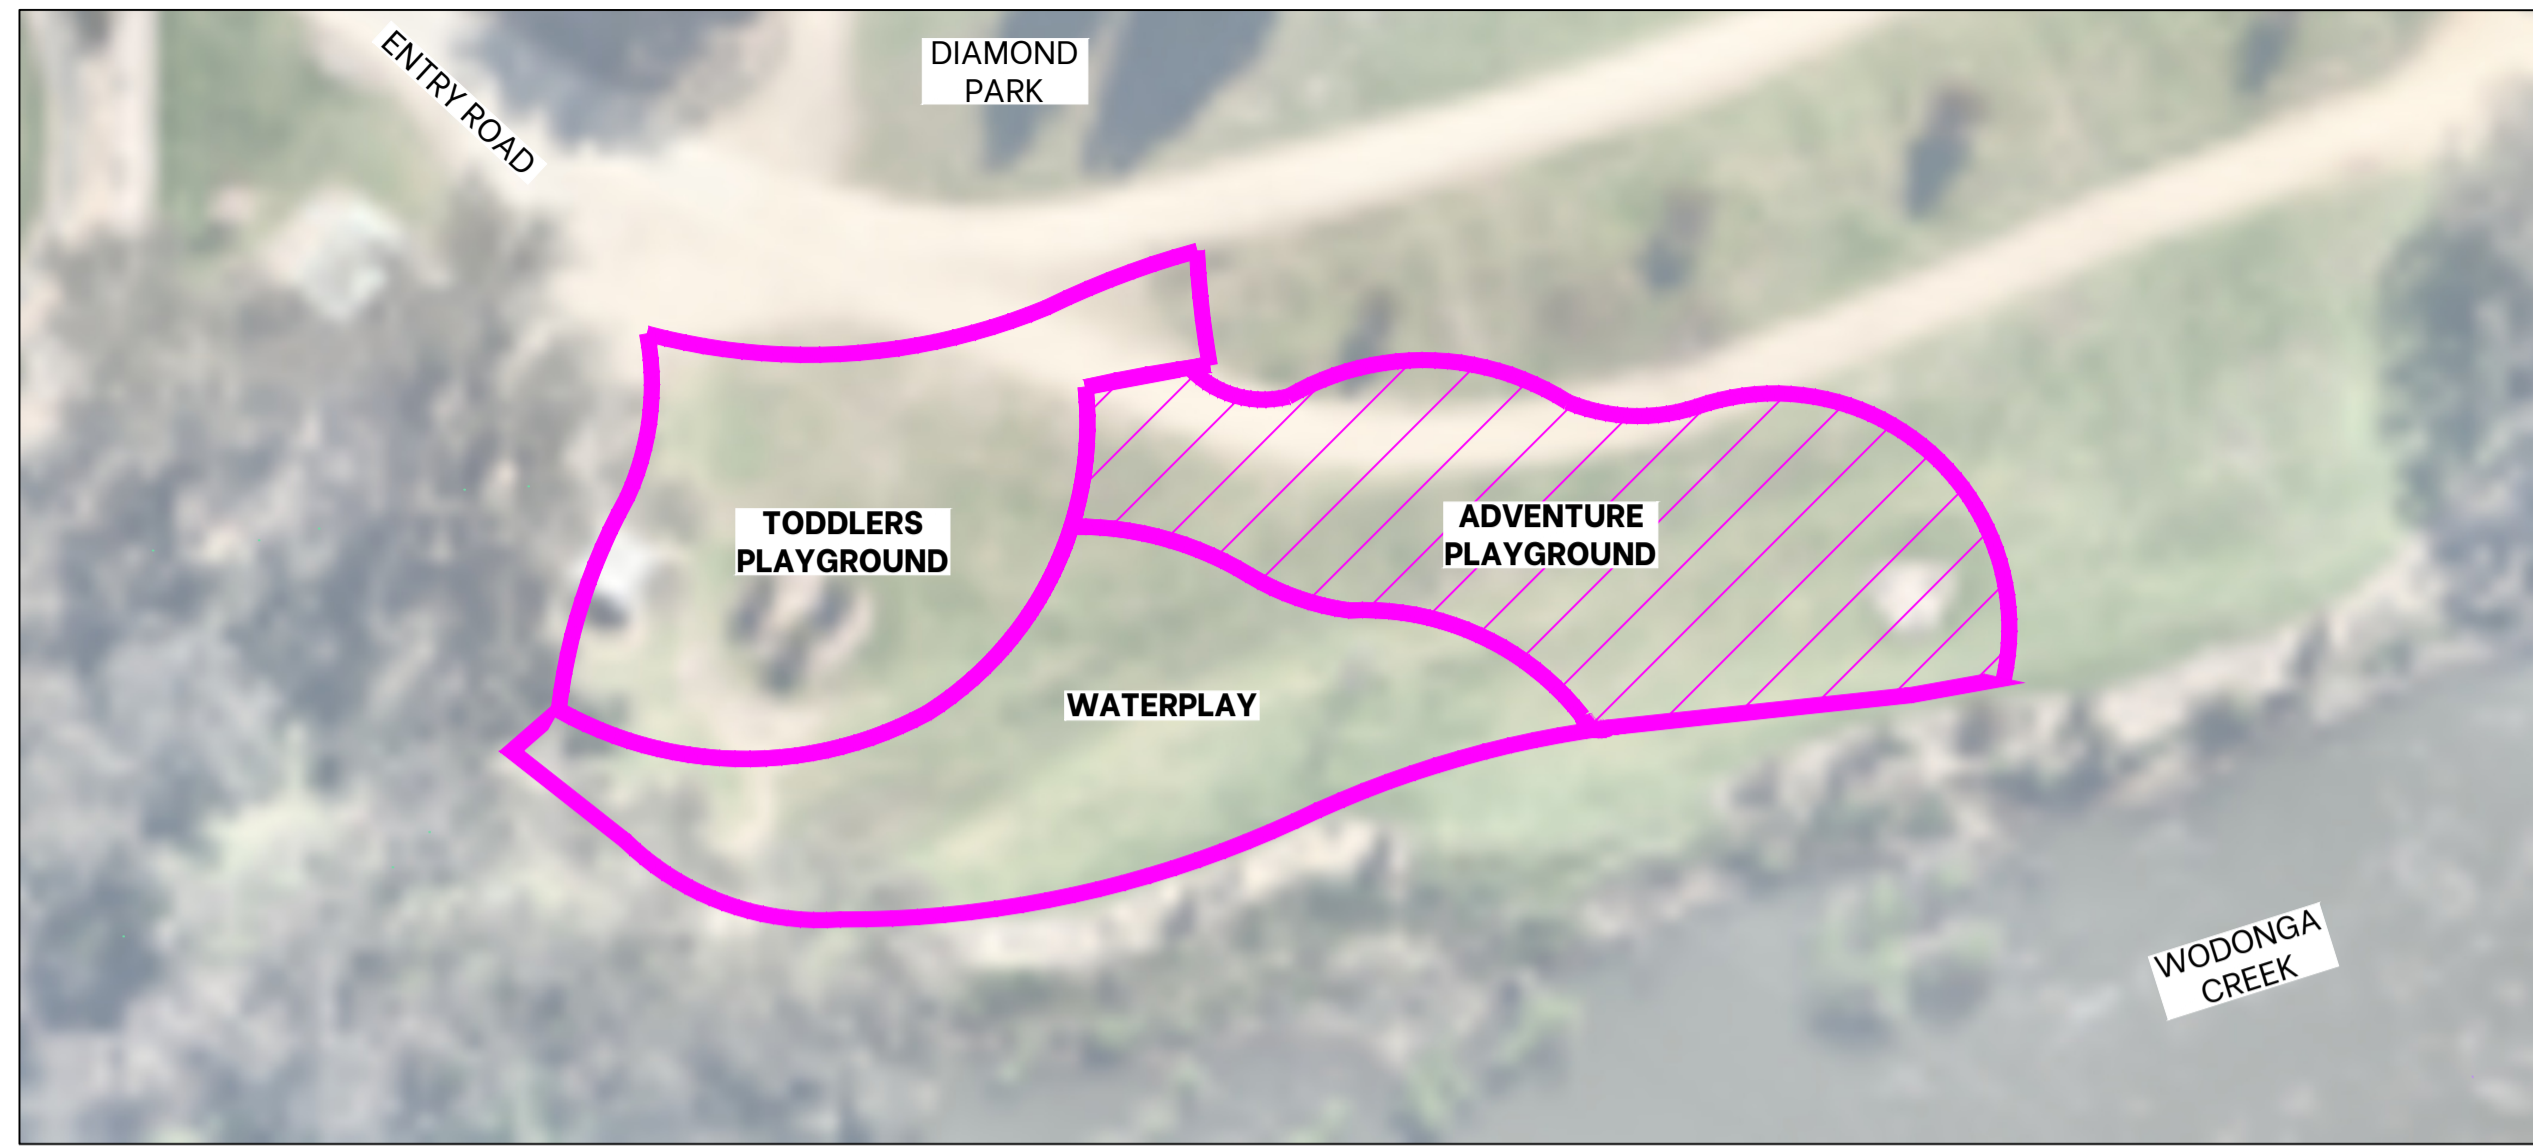 ENTRY ROAD
DIAMOND
PARK
TODDLERS
PLAYGROUND
ADVENTURE
PLAYGROUND
WATERPLAY
WODONGA
CREEK